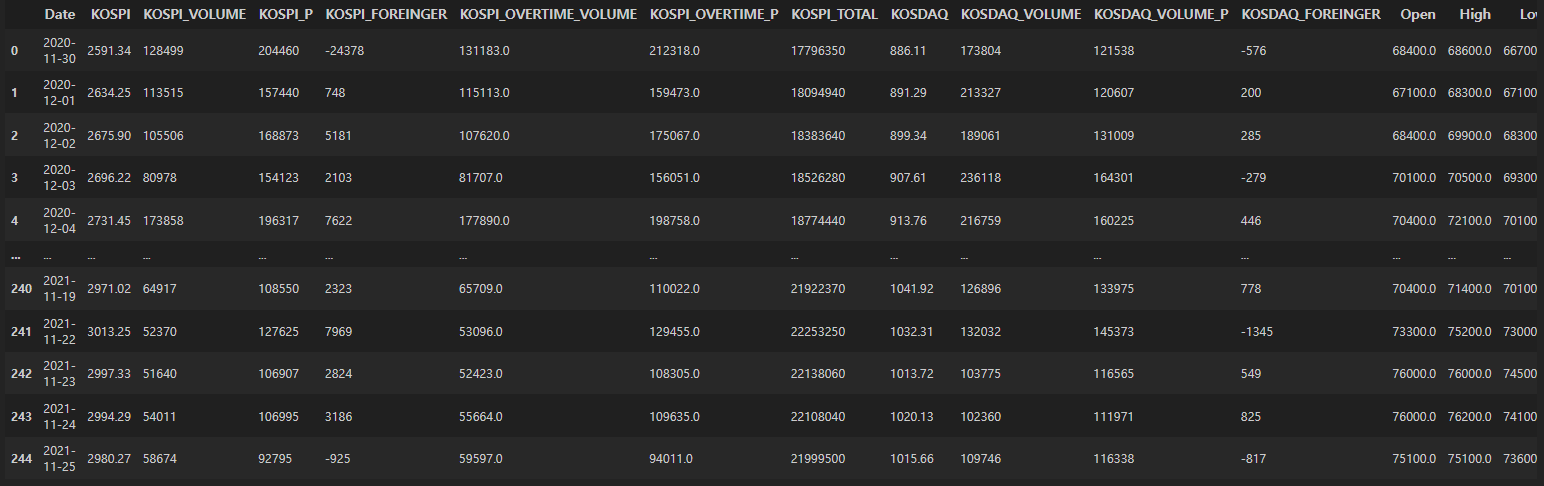 Date KOSPI KOSPI_VOLUME KOSPI_P KOSPI_FOREINGER KOSPI_OVERTIME_VOLUME KOSPI_OVERTIME_P KOSPI_TOTAL KOSDAQ KOSDAQ_VOLUME KOSDAQ_VOLUME_P KOSDAQ_FOREINGER Open High Lo
0 2020-11-30 2591.34 128499 204460 -24378 131183.0 212318.0 17796350 886.11 173804 121538 -576 68400.0 68600.0 66700
1 2020-12-01 2634.25 113515 157440 748 115113.0 159473.0 18094940 891.29 213327 120607 200 67100.0 68300.0 67100
2 2020-12-02 2675.90 105506 168873 5181 107620.0 175067.0 18383640 899.34 189061 131009 285 68400.0 69900.0 68300
3 2020-12-03 2696.22 80978 154123 2103 81707.0 156051.0 18526280 907.61 236118 164301 -279 70100.0 70500.0 69300
4 2020-12-04 2731.45 173858 196317 7622 177890.0 198758.0 18774440 913.76 216759 160225 446 70400.0 72100.0 70100
... ... ... ... ... ... ... ... ... ... ... ... ... ... ... ...
240 2021-11-19 2971.02 64917 108550 2323 65709.0 110022.0 21922370 1041.92 126896 133975 778 70400.0 71400.0 70100
241 2021-11-22 3013.25 52370 127625 7969 53096.0 129455.0 22253250 1032.31 132032 145373 -1345 73300.0 75200.0 73000
242 2021-11-23 2997.33 51640 106907 2824 52423.0 108305.0 22138060 1013.72 103775 116565 549 76000.0 76000.0 74500
243 2021-11-24 2994.29 54011 106995 3186 55664.0 109635.0 22108040 1020.13 102360 111971 825 76000.0 76200.0 74100
244 2021-11-25 2980.27 58674 92795 -925 59597.0 94011.0 21999500 1015.66 109746 116338 -817 75100.0 75100.0 73600